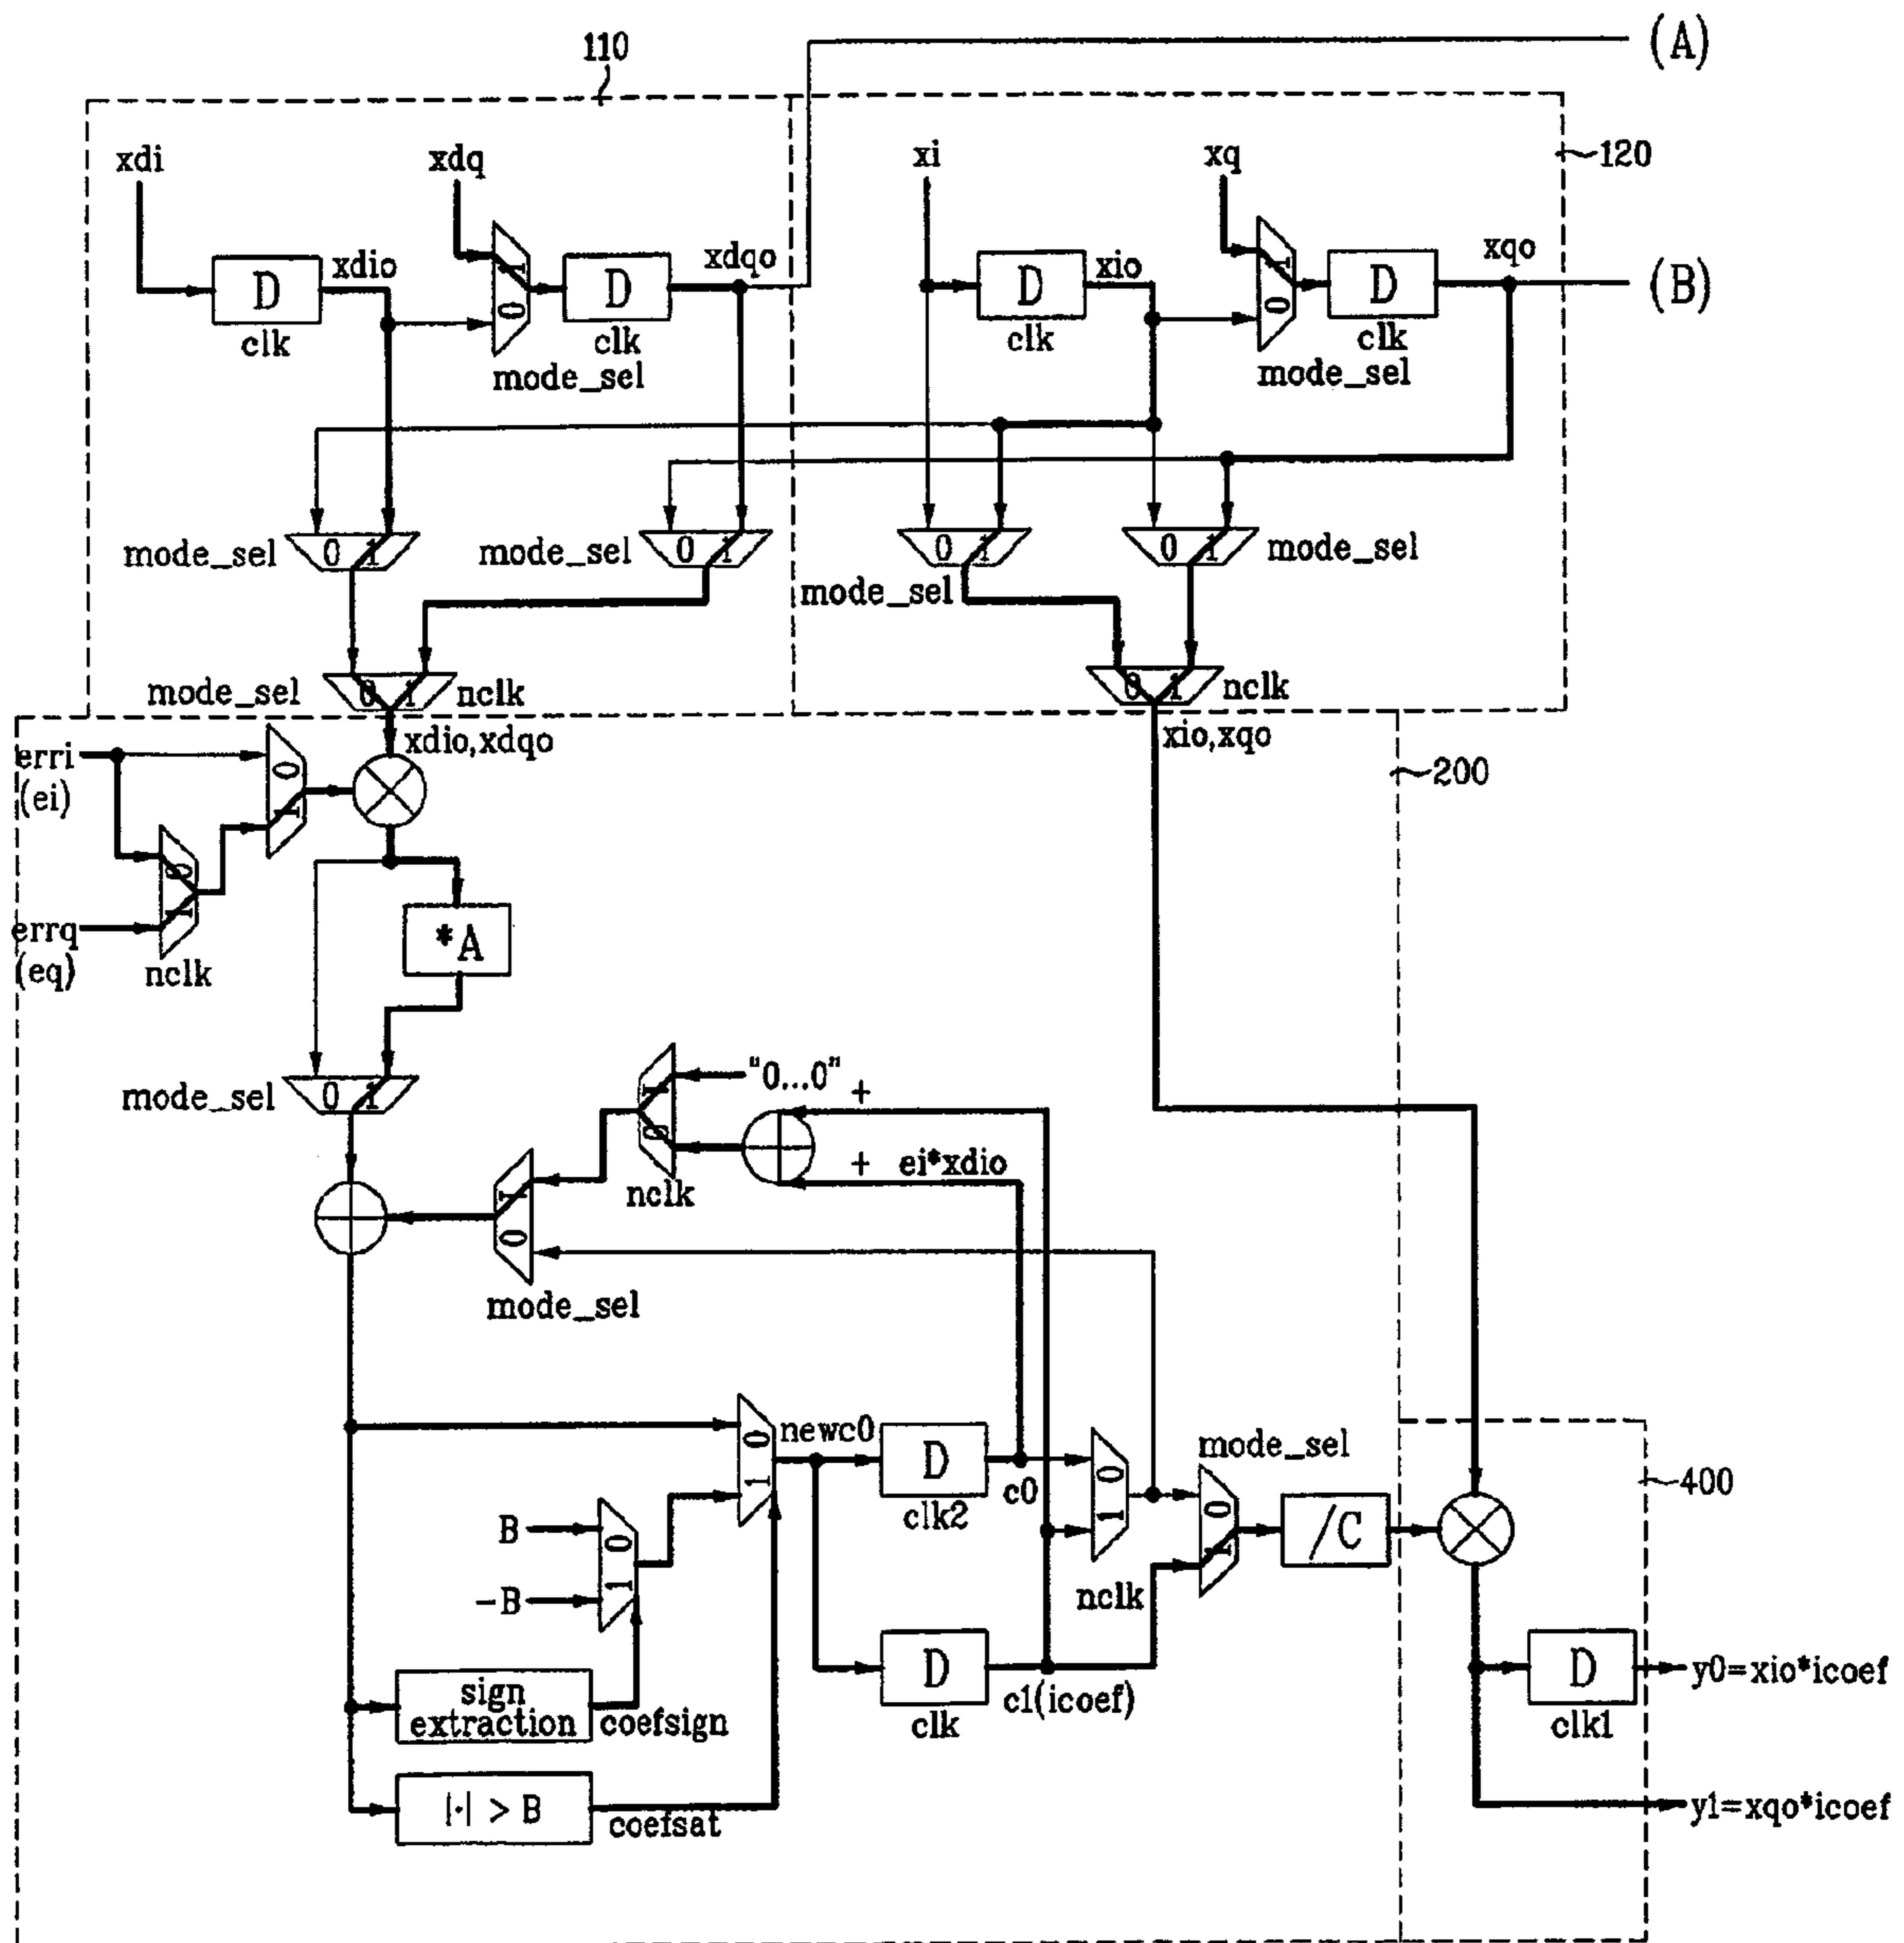 110
(A)
xdi
xdq
xi
xq
120
D
xdio
1
0
D
xdqo
D
xio
1
0
D
xqo
(B)
clk
clk
clk
clk
mode_sel
mode_sel
mode_sel
0 1
mode_sel
0 1
0 1
mode_sel
0 1
mode_sel
mode_sel
0 1
nclk
0 1
nclk
xdio,xdqo
xio,xqo
erri
(ei)
0
1
200
0
1
errq
(eq)
nclk
*A
mode_sel
0 1
1
0
"0...0"
+
+ ei*xdio
nclk
1
0
mode_sel
0
1
newc0
D
c0
clk2
0
1
mode_sel
0
1
/C
400
B
-B
0
1
nclk
sign
extraction
coefsign
D
clk
c1(icoef)
D
clk1
y0=xio*icoef
|·| > B
coefsat
y1=xqo*icoef